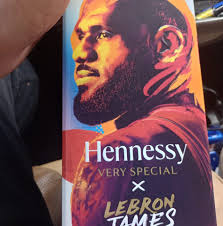 Hennessy
VERY SPECIAL
X
LEBRON
JAMES